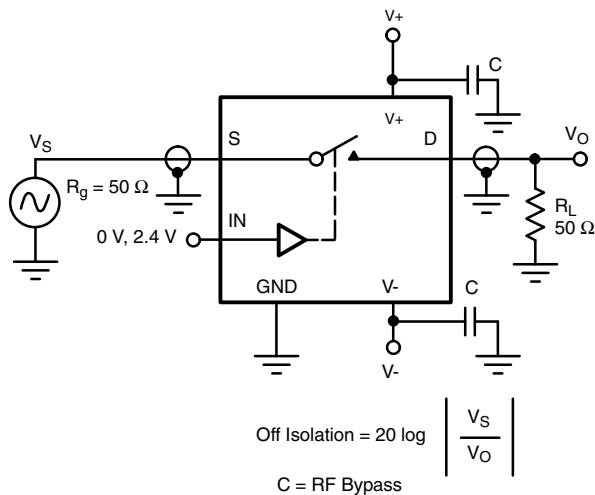 V+
C
V+
VS
S
D
VO
Rg = 50 Ω
IN
RL
50 Ω
0 V, 2.4 V
GND
V-
C
V-
Off Isolation = 20 log | VS / VO |
C = RF Bypass